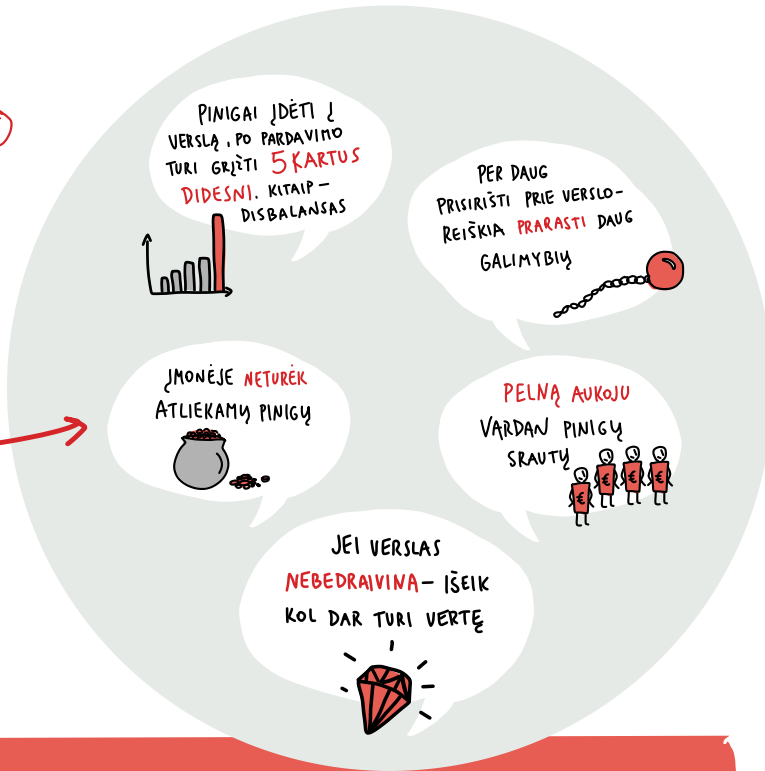 PINIGAI ĮDĖTI Į
VERSLĄ, PO PARDAVIMO
TURI GRĮŽTI 5 KARTUS
DIDESNI. KITAIP –
DISBALANSAS
PER DAUG
PRISIRIŠTI PRIE VERSLO-
REIŠKIA PRARASTI DAUG
GALIMYBIŲ
ĮMONĖJE NETURĖK
ATLIEKAMŲ PINIGŲ
PELNĄ AUKOJU
VARDAN PINIGŲ
SRAUTŲ
€ € € €
JEI VERSLAS
NEBEDRAIVINA – IŠEIK
KOL DAR TURI VERTĘ